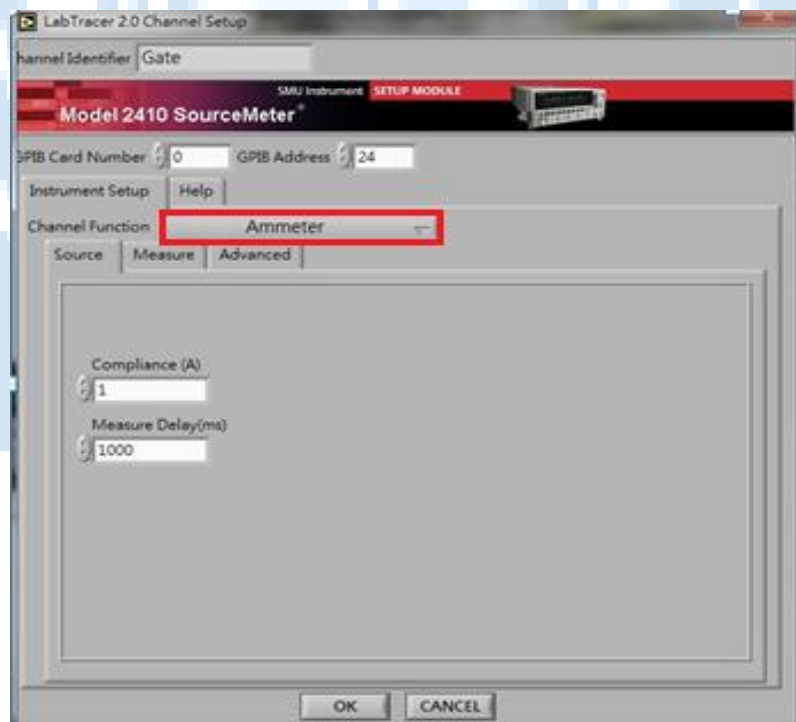 LabTracer 2.0 Channel Setup
hannel Identifier Gate
SMU Instrument SETUP MODULE
Model 2410 SourceMeter®
GPIB Card Number 0 GPIB Address 24
Instrument Setup Help
Channel Function Ammeter
Source Measure Advanced
Compliance (A)
1
Measure Delay(ms)
1000
OK CANCEL